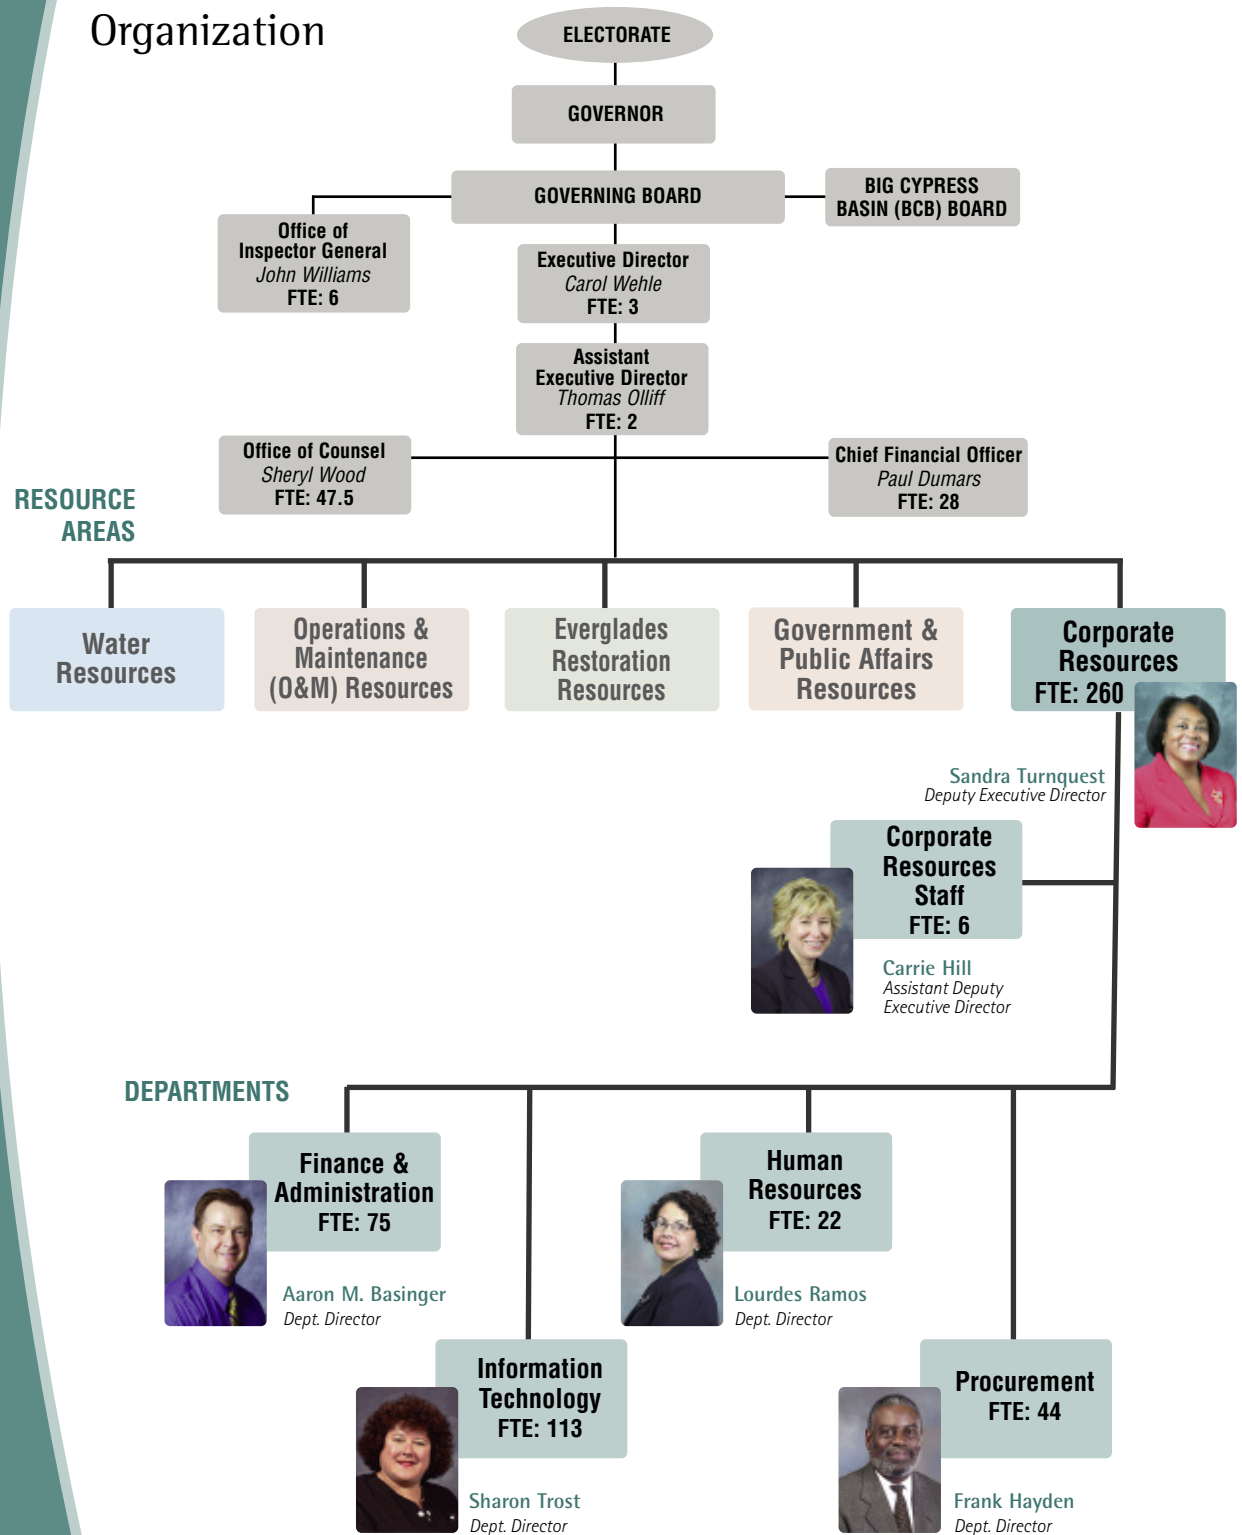 Organization
ELECTORATE
GOVERNOR
GOVERNING BOARD
BIG CYPRESS
BASIN (BCB) BOARD
Office of
Inspector General
John Williams
FTE: 6
Executive Director
Carol Wehle
FTE: 3
Assistant
Executive Director
Thomas Olliff
FTE: 2
Office of Counsel
Sheryl Wood
FTE: 47.5
Chief Financial Officer
Paul Dumars
FTE: 28
RESOURCE
AREAS
Water
Resources
Operations &
Maintenance
(O&M) Resources
Everglades
Restoration
Resources
Government &
Public Affairs
Resources
Corporate
Resources
FTE: 260
Sandra Turnquest
Deputy Executive Director
Corporate
Resources
Staff
FTE: 6
Carrie Hill
Assistant Deputy
Executive Director
DEPARTMENTS
Finance &
Administration
FTE: 75
Aaron M. Basinger
Dept. Director
Human
Resources
FTE: 22
Lourdes Ramos
Dept. Director
Information
Technology
FTE: 113
Sharon Trost
Dept. Director
Procurement
FTE: 44
Frank Hayden
Dept. Director